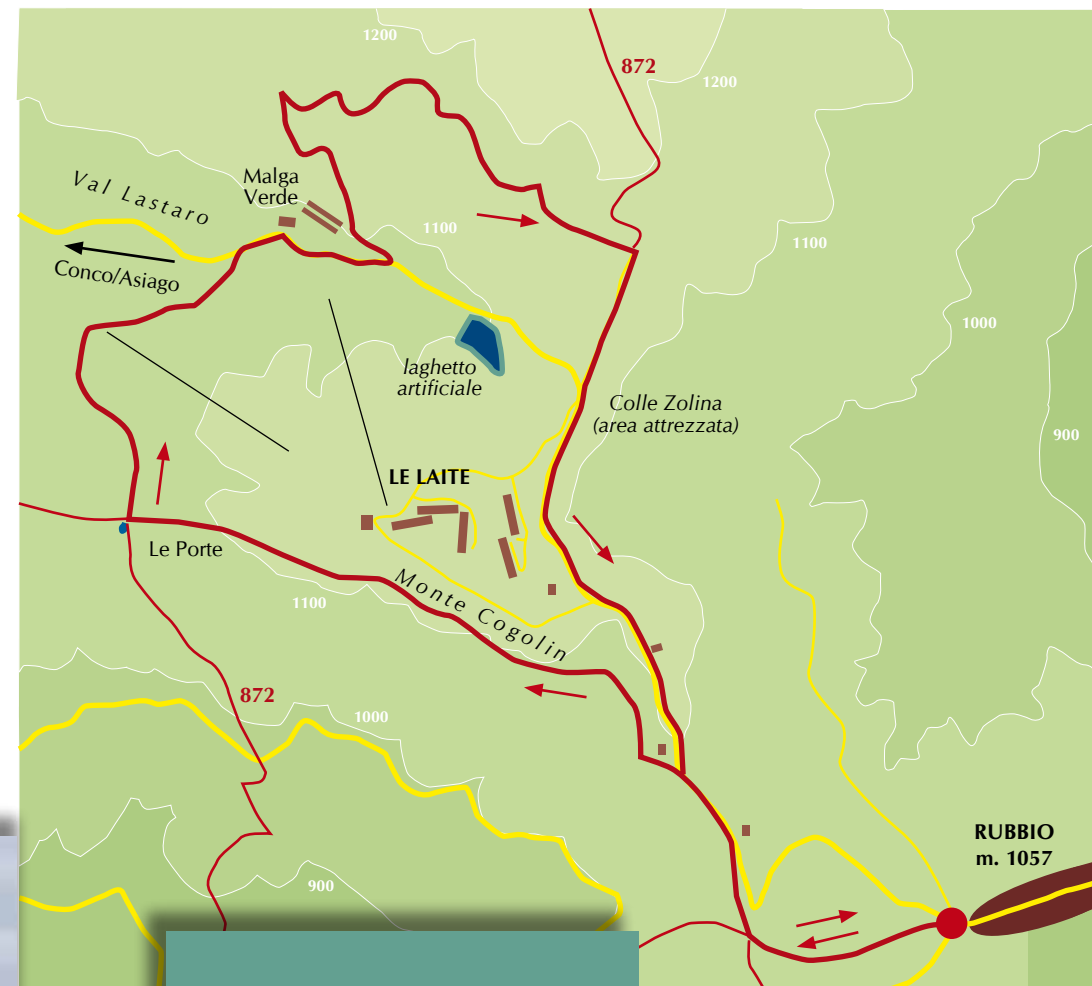 1200
872
1200
Val Lastaro
Malga
Verde
1100
1100
Conco/Asiago
1000
laghetto
artificiale
Colle Zolina
(area attrezzata)
900
LE LAITE
Le Porte
Monte Cogolin
1100
872
1000
RUBBIO
m. 1057
900